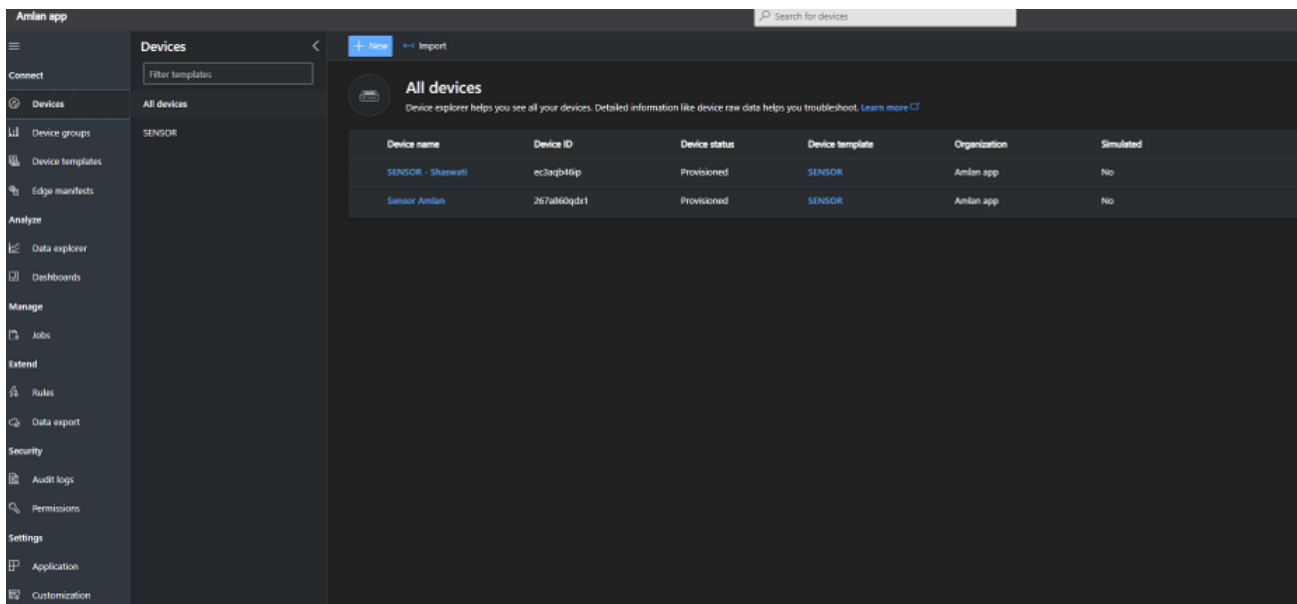 Amlan app
Search for devices
Connect
Devices
Device groups
Device templates
Edge manifests
Analyze
Data explorer
Dashboards
Manage
Jobs
Extend
Rules
Data export
Security
Audit logs
Permissions
Settings
Application
Customization
Devices
Filter templates
All devices
SENSOR
New Import
All devices
Device explorer helps you see all your devices. Detailed information like device raw data helps you troubleshoot. Learn more
Device name Device ID Device status Device template Organization Simulated
SENSOR - Shaswati ec3aqb46ip Provisioned SENSOR Amlan app No
Sensor Amlan 267a860qdx1 Provisioned SENSOR Amlan app No